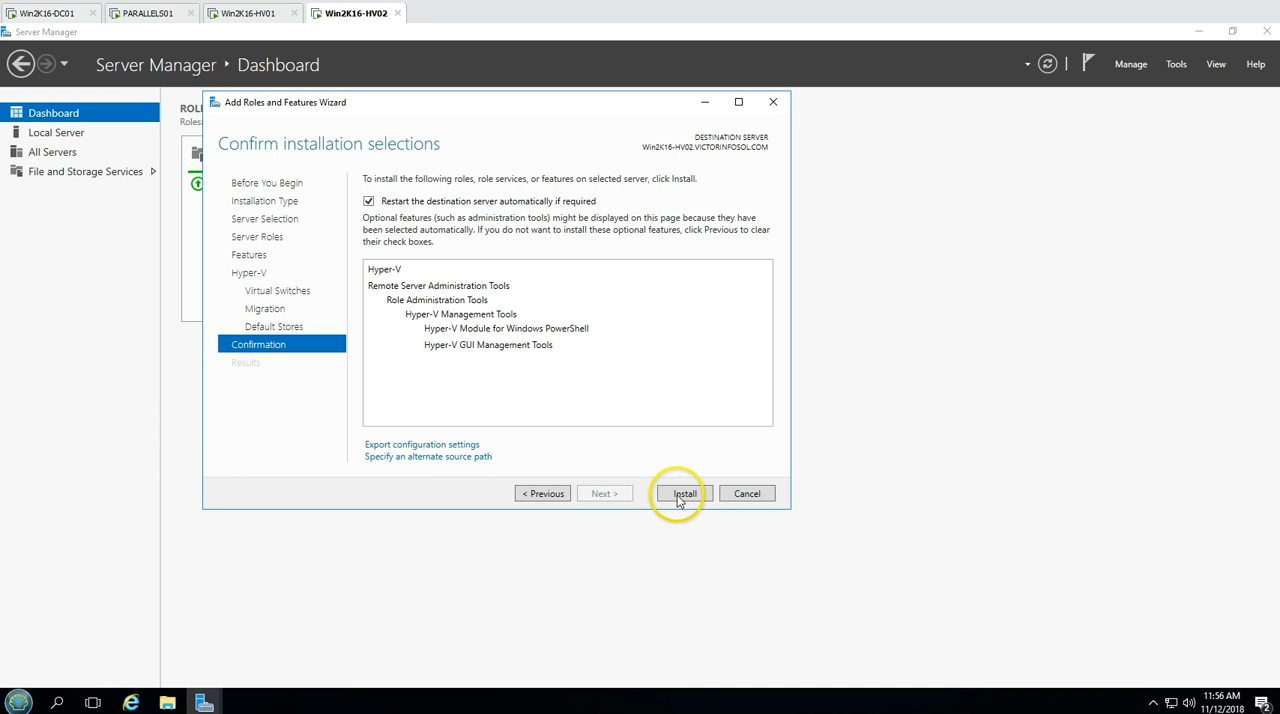 Win2K16-DC01
PARALLELS01
Win2K16-HV01
Win2K16-HV02
Server Manager
Server Manager
Dashboard
Manage
Tools
View
Help
Dashboard
Local Server
All Servers
File and Storage Services
ROL
Roles:
Add Roles and Features Wizard
Confirm installation selections
DESTINATION SERVER
Win2K16-HV02.VICTORINFOSOL.COM
Before You Begin
Installation Type
Server Selection
Server Roles
Features
Hyper-V
Virtual Switches
Migration
Default Stores
Confirmation
Results
To install the following roles, role services, or features on selected server, click Install.
Restart the destination server automatically if required
Optional features (such as administration tools) might be displayed on this page because they have
been selected automatically. If you do not want to install these optional features, click Previous to clear
their check boxes.
Hyper-V
Remote Server Administration Tools
Role Administration Tools
Hyper-V Management Tools
Hyper-V Module for Windows PowerShell
Hyper-V GUI Management Tools
Export configuration settings
Specify an alternate source path
< Previous
Next >
Install
Cancel
11:56 AM
11/12/2018
2